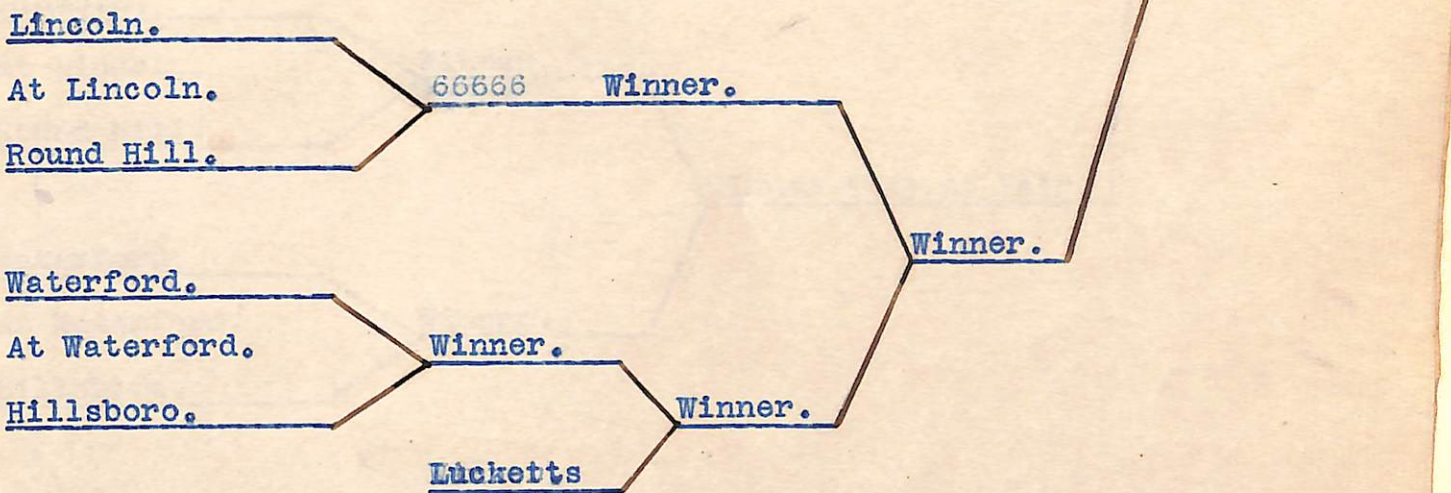 Lincoln.
At Lincoln.
66666 Winner.
Round Hill.
Winner.
Waterford.
At Waterford.
Winner.
Hillsboro.
Winner.
Lucketts